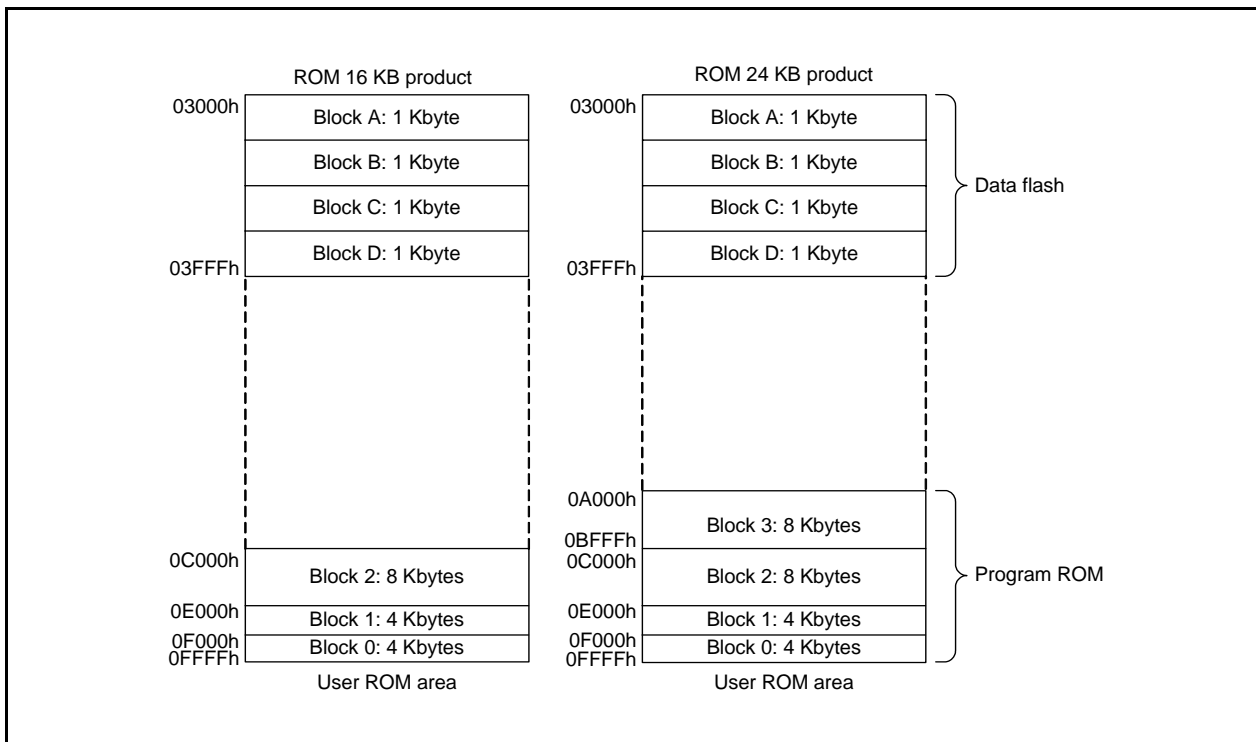 ROM 16 KB product
03000h
Block A: 1 Kbyte
Block B: 1 Kbyte
Block C: 1 Kbyte
Block D: 1 Kbyte
03FFFh
0C000h
Block 2: 8 Kbytes
0E000h
Block 1: 4 Kbytes
0F000h
Block 0: 4 Kbytes
0FFFFh
User ROM area
ROM 24 KB product
03000h
Block A: 1 Kbyte
Block B: 1 Kbyte
Block C: 1 Kbyte
Block D: 1 Kbyte
03FFFh
Data flash
0A000h
Block 3: 8 Kbytes
0BFFFh
0C000h
Block 2: 8 Kbytes
0E000h
Block 1: 4 Kbytes
0F000h
Block 0: 4 Kbytes
0FFFFh
Program ROM
User ROM area